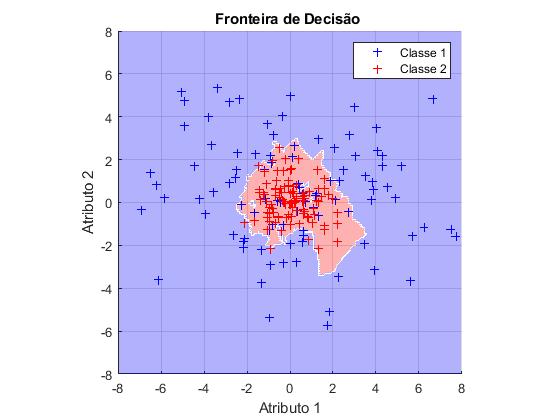 Fronteira de Decisão
Classe 1
Classe 2
8
6
4
2
0
-2
-4
-6
-8
Atributo 2
-8 -6 -4 -2 0 2 4 6 8
Atributo 1